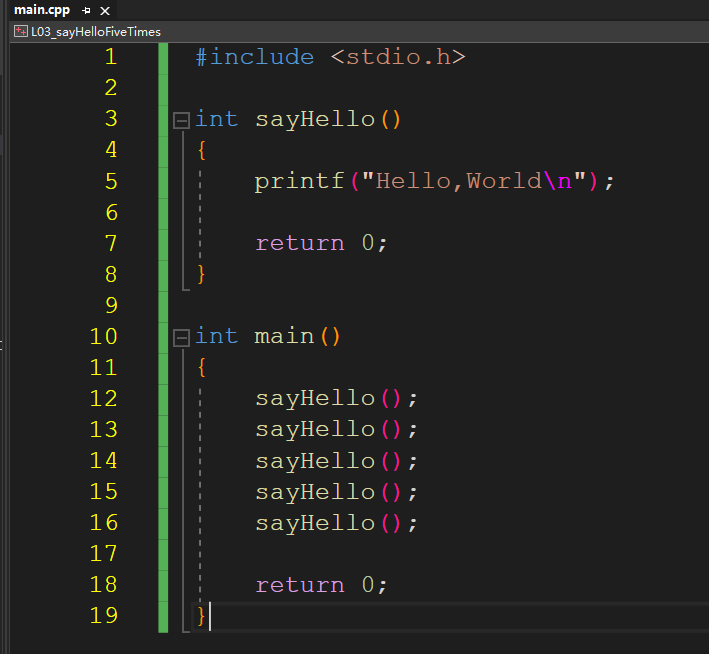 main.cpp
L03_sayHelloFiveTimes
1 #include <stdio.h>
2
3 int sayHello()
4 {
5 printf("Hello,World\n");
6
7 return 0;
8 }
9
10 int main()
11 {
12 sayHello();
13 sayHello();
14 sayHello();
15 sayHello();
16 sayHello();
17
18 return 0;
19 }